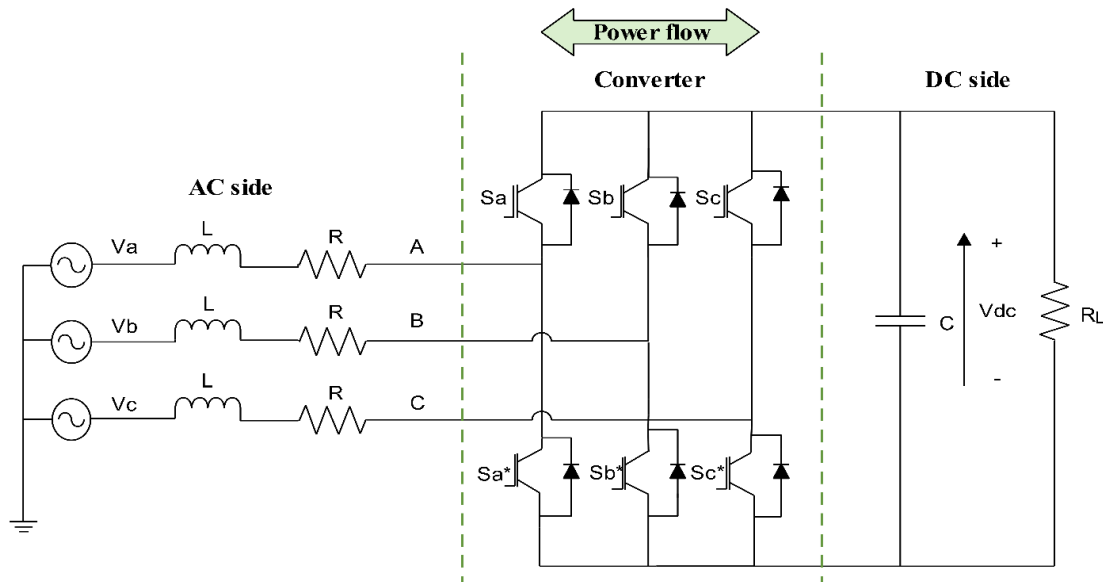 Power flow
Converter
DC side
AC side
Sa
Sb
Sc
Va
L
R
A
Vb
L
R
B
Vc
L
R
C
+
C
Vdc
-
RL
Sa*
Sb*
Sc*